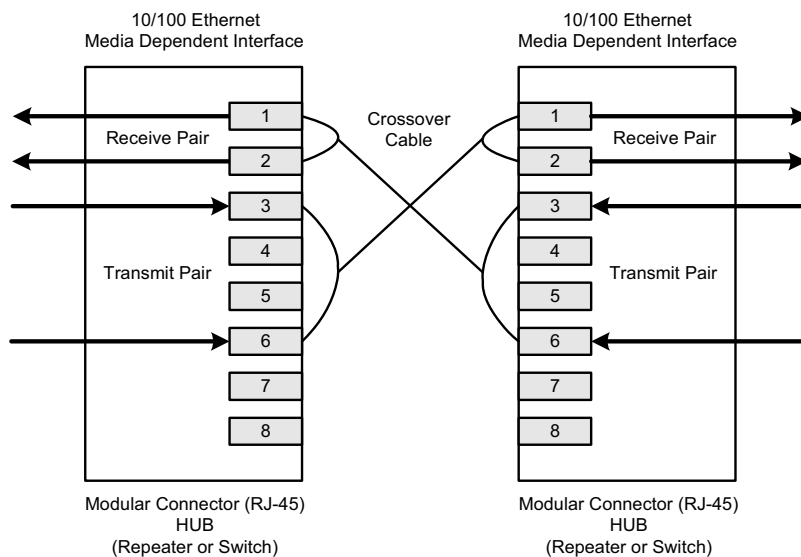 10/100 Ethernet
Media Dependent Interface
10/100 Ethernet
Media Dependent Interface
1
Receive Pair
2
3
4
Transmit Pair
5
6
7
8
Crossover
Cable
1
Receive Pair
2
3
4
Transmit Pair
5
6
7
8
Modular Connector (RJ-45)
HUB
(Repeater or Switch)
Modular Connector (RJ-45)
HUB
(Repeater or Switch)